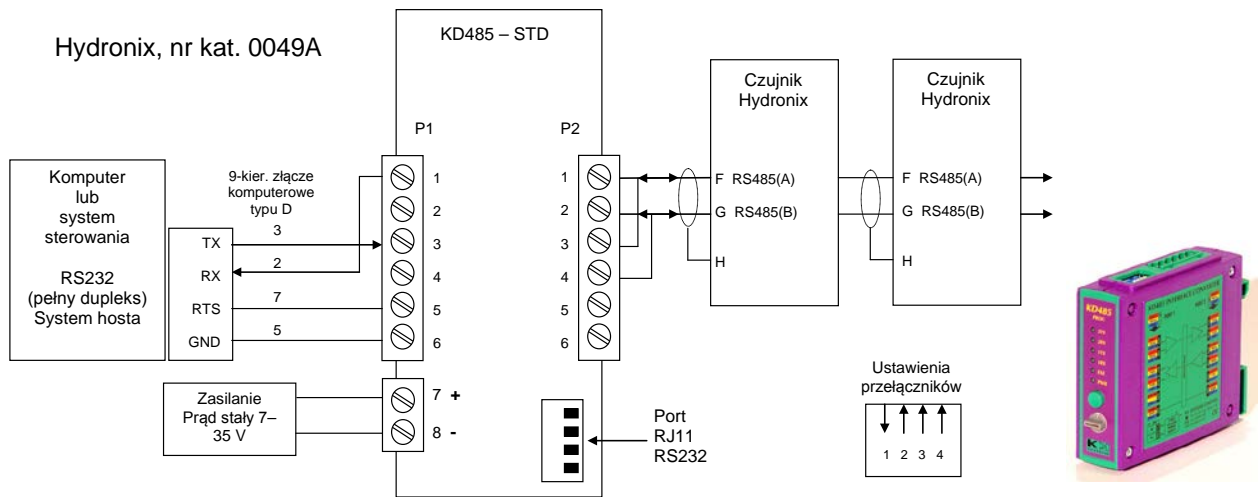 Hydronix, nr kat. 0049A
KD485 – STD
P1
P2
1
2
3
4
5
6
7 +
8 -
1
2
3
4
5
6
Komputer
lub
system
sterowania
RS232
(pełny dupleks)
System hosta
9-kier. złącze
komputerowe
typu D
TX
RX
RTS
GND
3
2
7
5
Zasilanie
Prąd stały 7–
35 V
Port
RJ11
RS232
Czujnik
Hydronix
F RS485(A)
G RS485(B)
H
Czujnik
Hydronix
F RS485(A)
G RS485(B)
H
Ustawienia
przełączników
1 2 3 4
KD485 INTERFACE CONVERTER
KD485